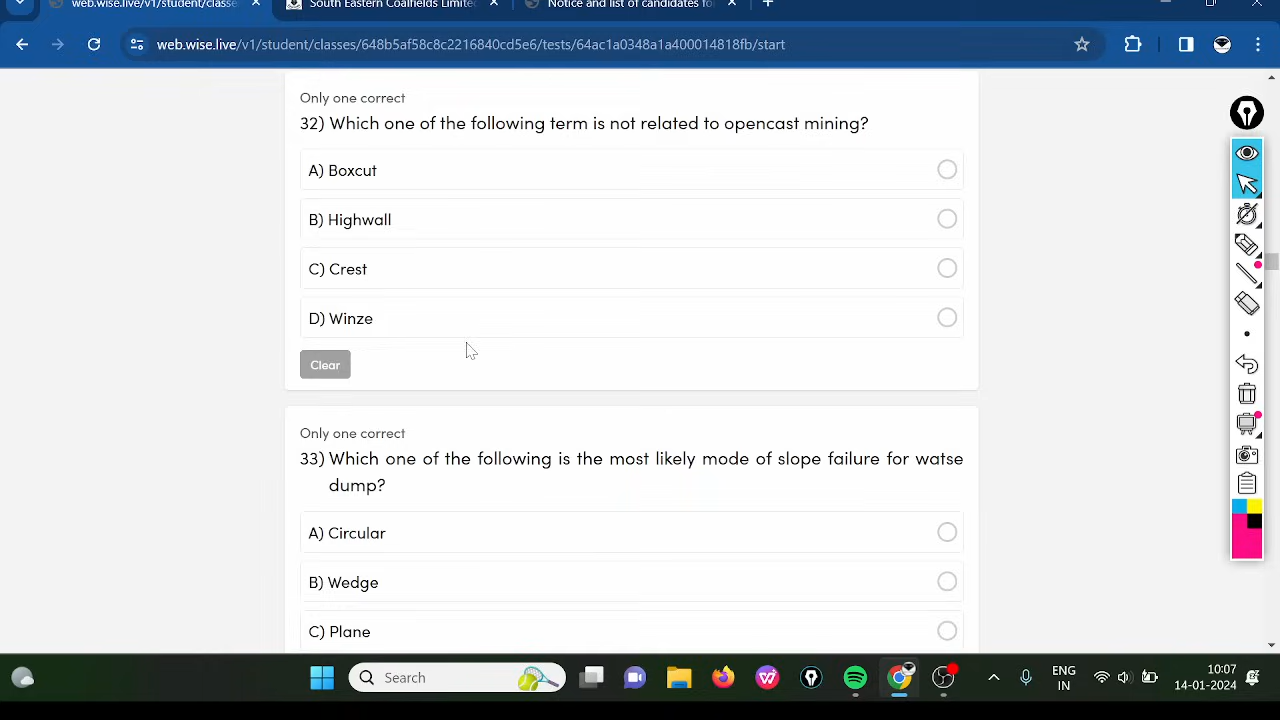 web.wise.live/v1/student/classe
South Eastern Coalfields Limited
Notice and list of candidates fo
web.wise.live/v1/student/classes/648b5af58c8c2216840cd5e6/tests/64ac1a0348a1a400014818fb/start
Only one correct
32) Which one of the following term is not related to opencast mining?
A) Boxcut
B) Highwall
C) Crest
D) Winze
Clear
Only one correct
33) Which one of the following is the most likely mode of slope failure for watse
dump?
A) Circular
B) Wedge
C) Plane
Search
ENG
IN
10:07
14-01-2024